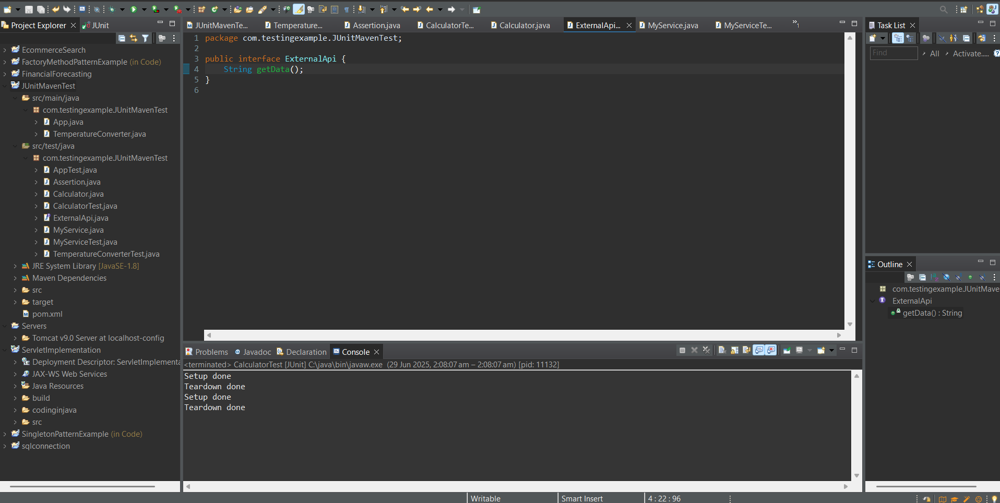 Project Explorer
JUnit
EcommerceSearch
FactoryMethodPatternExample (in Code)
FinancialForecasting
JUnitMavenTest
src/main/java
com.testingexample.JUnitMavenTest
App.java
TemperatureConverter.java
src/test/java
com.testingexample.JUnitMavenTest
AppTest.java
Assertion.java
Calculator.java
CalculatorTest.java
ExternalApi.java
MyService.java
MyServiceTest.java
TemperatureConverterTest.java
JRE System Library [JavaSE-1.8]
Maven Dependencies
src
target
pom.xml
Servers
Tomcat v9.0 Server at localhost-config
ServletImplementation
Deployment Descriptor: ServletImplementa
JAX-WS Web Services
Java Resources
build
codinginjava
src
SingletonPatternExample (in Code)
sqlconnection
JUnitMavenTe...
Temperature...
Assertion.java
CalculatorTe...
Calculator.java
ExternalApi...
MyService.java
MyServiceTe...
»1
1 package com.testingexample.JUnitMavenTest;
2
3 public interface ExternalApi {
4 String getData();
5 }
6
Problems
Javadoc
Declaration
Console
<terminated> CalculatorTest [JUnit] C:\java\bin\javaw.exe (29 Jun 2025, 2:08:07 am – 2:08:07 am) [pid: 11132]
Setup done
Teardown done
Setup done
Teardown done
Task List
Find
All
Activate.....
Outline
com.testingexample.JUnitMave
ExternalApi
getData() : String
Writable
Smart Insert
4 : 22 : 96